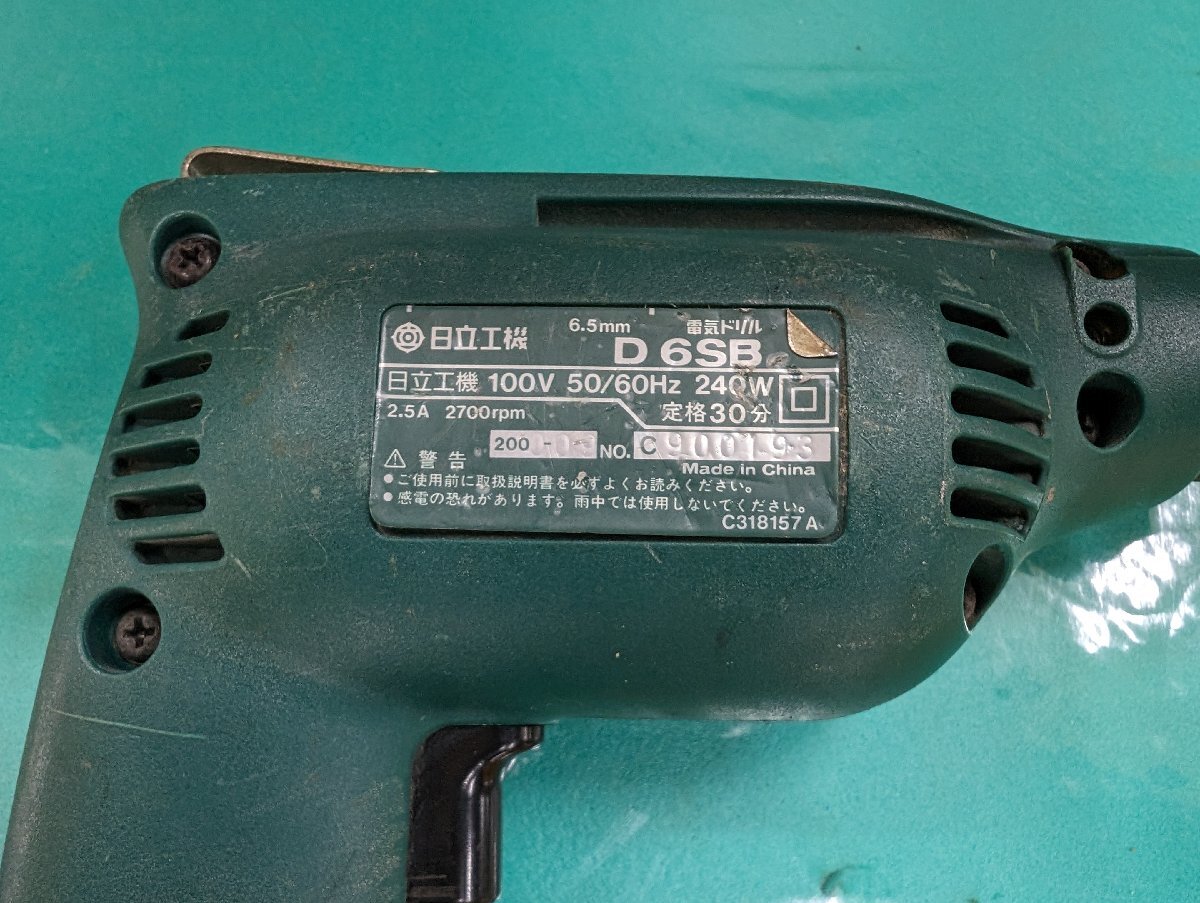 日立工機 6.5mm 電気ドリル
D 6SB
日立工機 100V 50/60Hz 240W
2.5A 2700rpm 定格30分
200 - NO. C900193
⚠ 警告 Made in China
●ご使用前に取扱説明書を必ずよくお読みください。
●感電の恐れがあります。雨中では使用しないでください。
C318157A